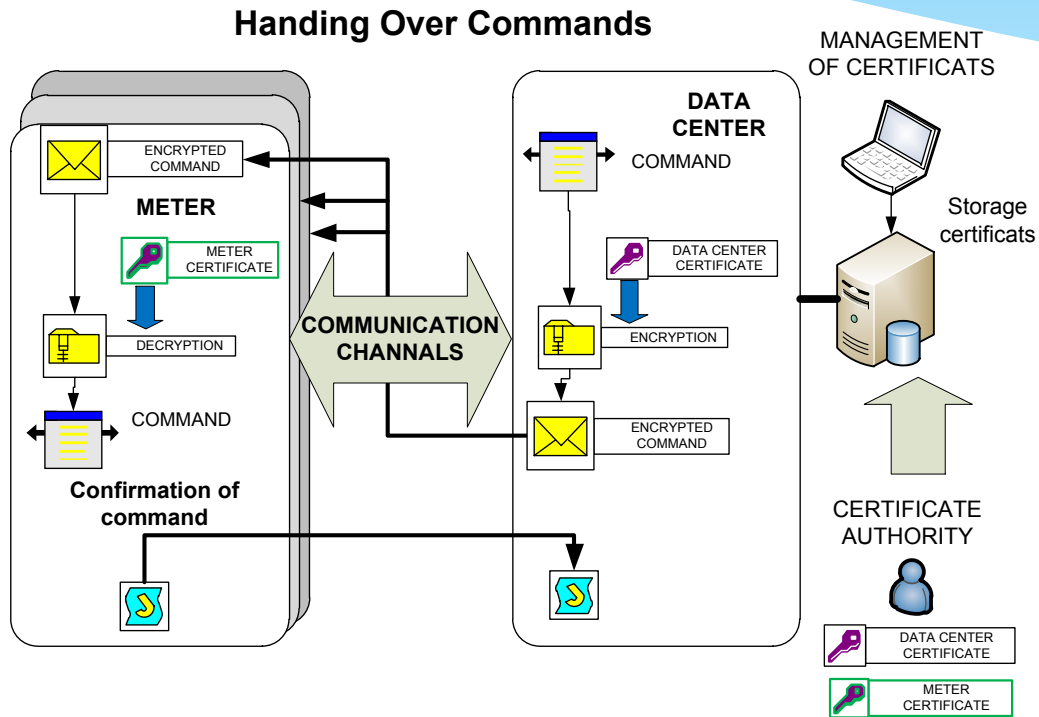 Handing Over Commands
MANAGEMENT
OF CERTIFICATS
ENCRYPTED
COMMAND
METER
METER
CERTIFICATE
DECRYPTION
COMMAND
Confirmation of
command
COMMUNICATION
CHANNALS
DATA
CENTER
COMMAND
DATA CENTER
CERTIFICATE
ENCRYPTION
ENCRYPTED
COMMAND
Storage
certificats
CERTIFICATE
AUTHORITY
DATA CENTER
CERTIFICATE
METER
CERTIFICATE